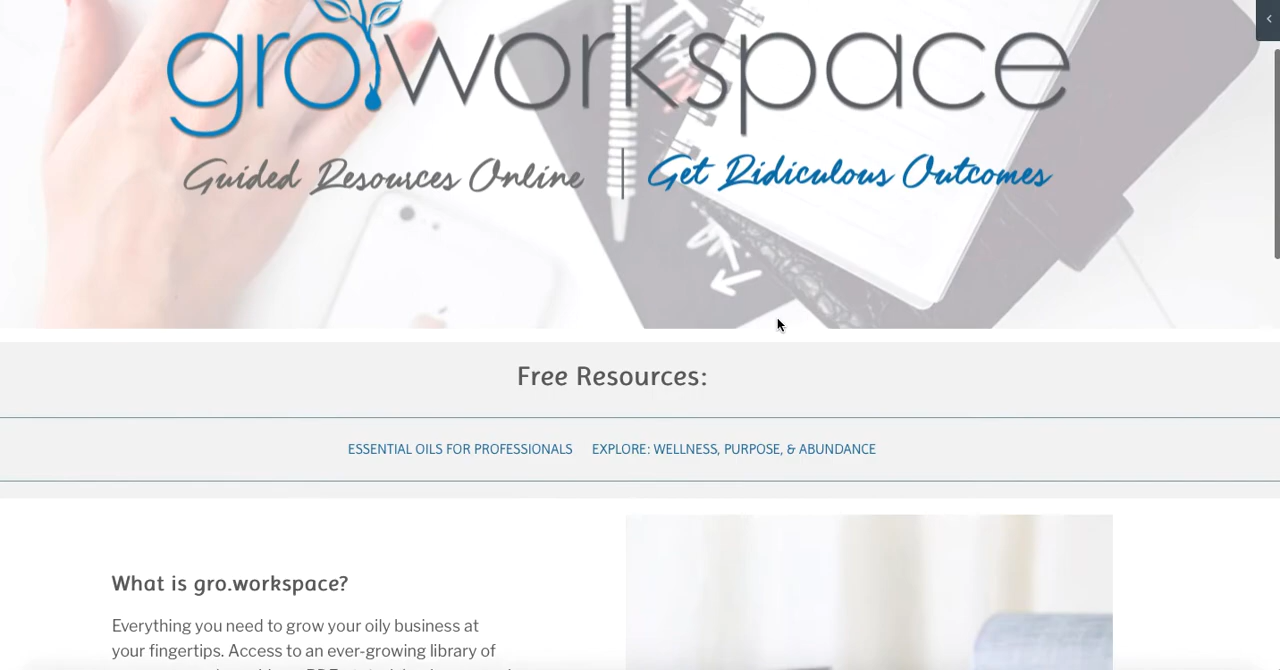 gro.workspace
Guided Resources Online | Get Ridiculous Outcomes
Free Resources:
ESSENTIAL OILS FOR PROFESSIONALS EXPLORE: WELLNESS, PURPOSE, & ABUNDANCE
What is gro.workspace?
Everything you need to grow your oily business at
your fingertips. Access to an ever-growing library of